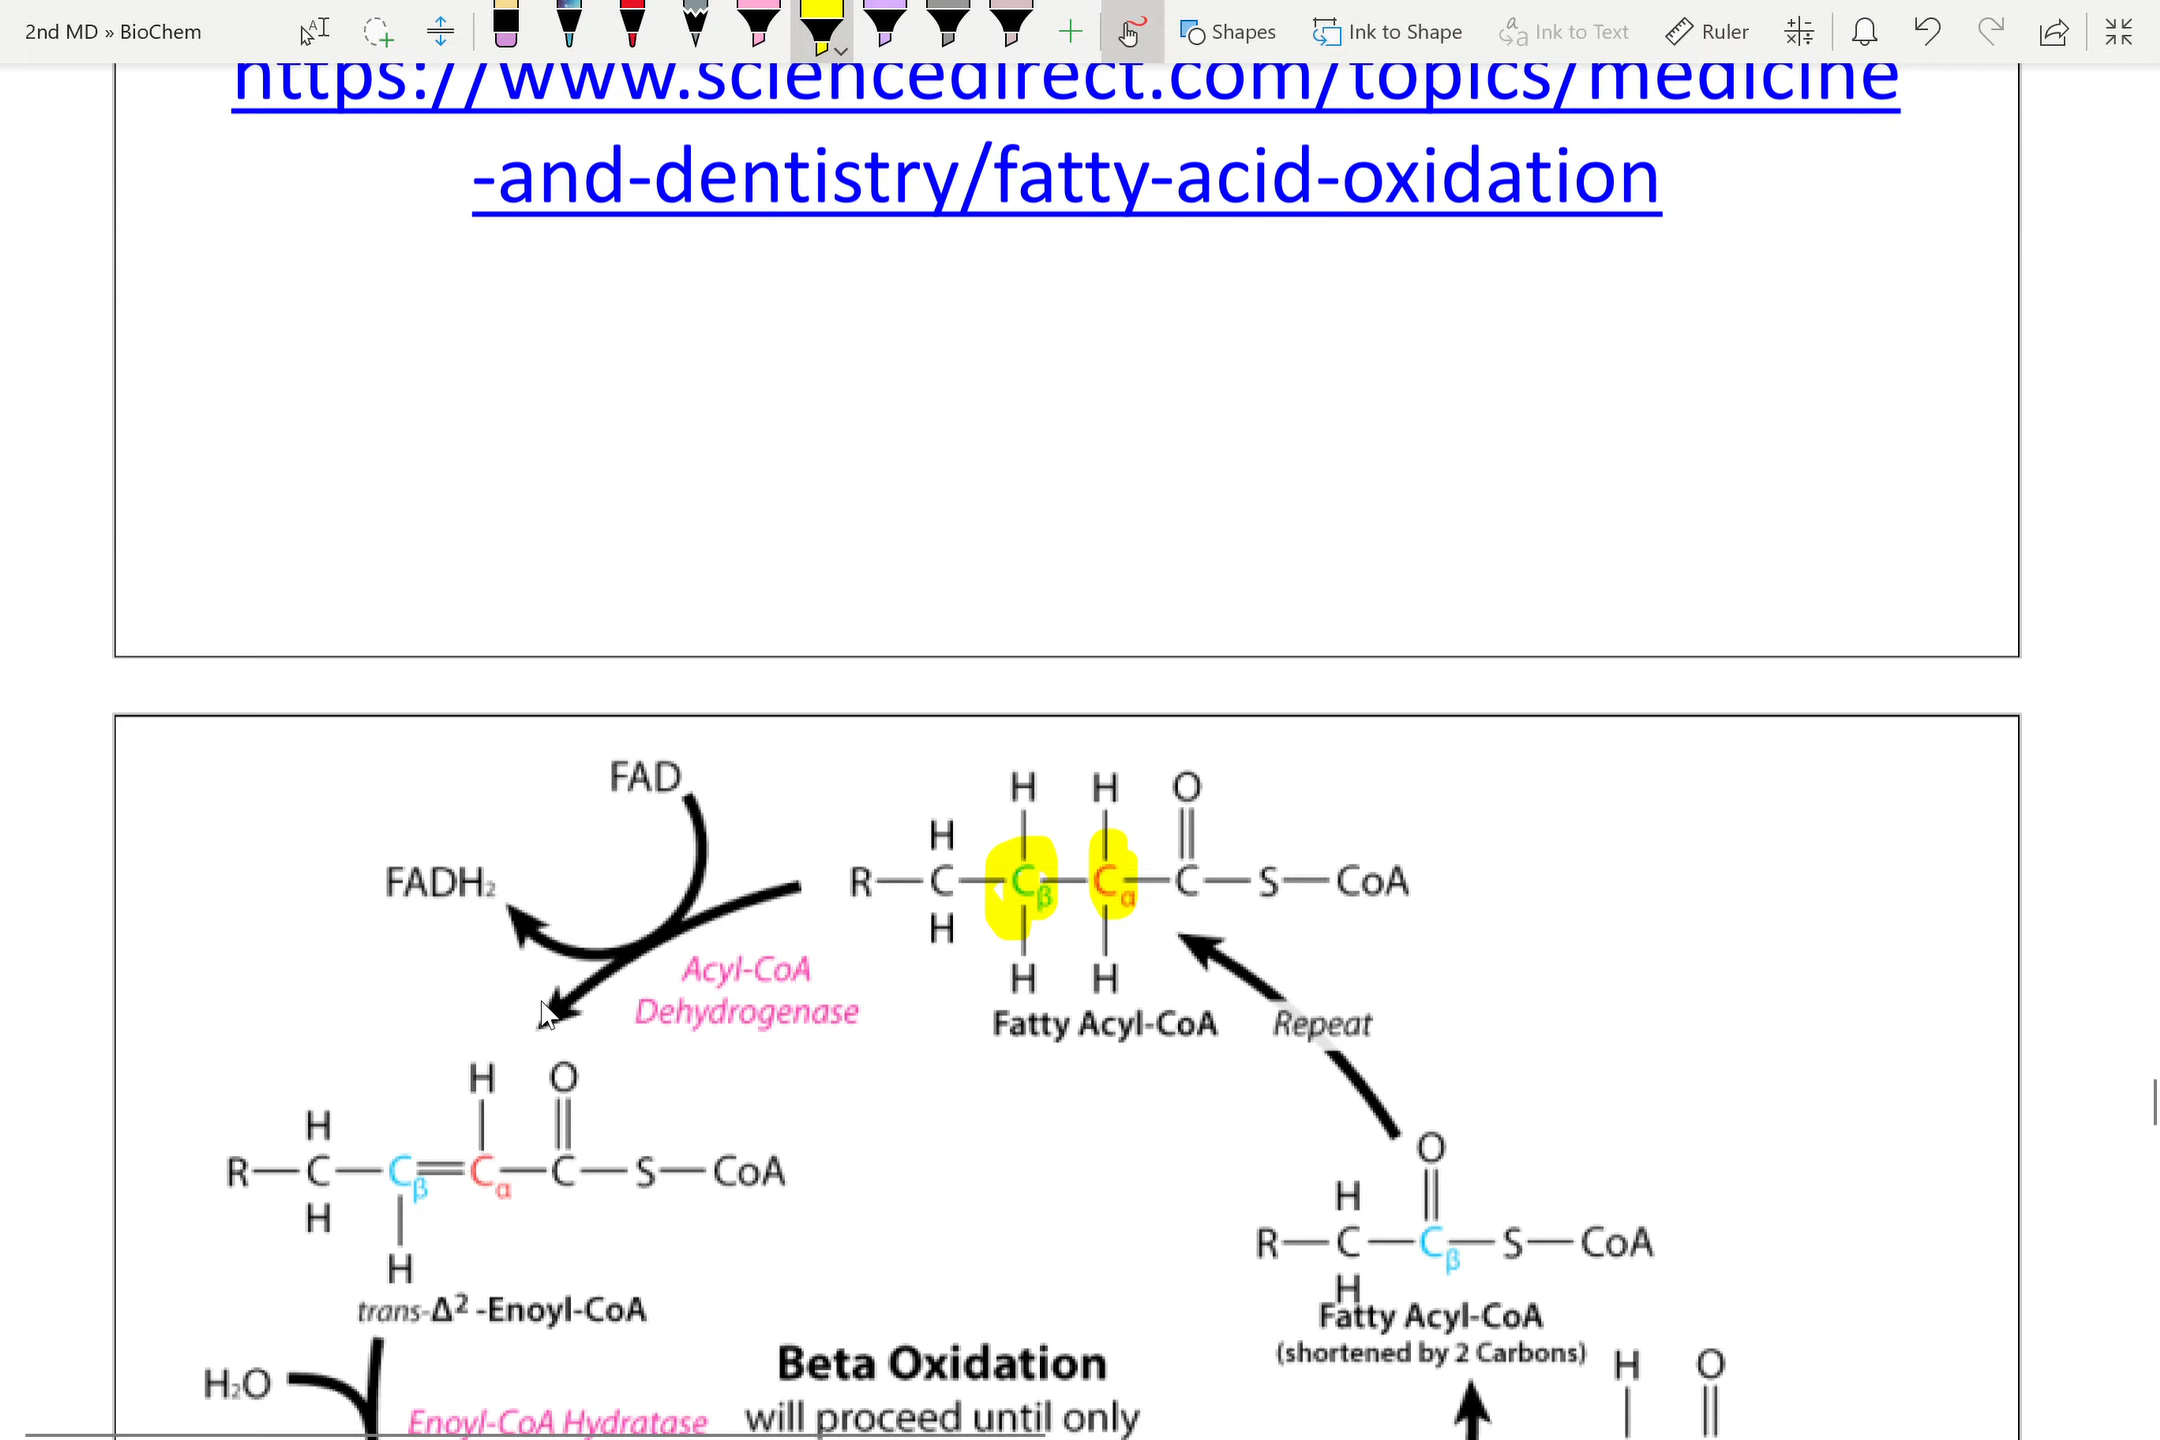 2nd MD » BioChem
Shapes
Ink to Shape
Ink to Text
Ruler
https://www.sciencedirect.com/topics/medicine
-and-dentistry/fatty-acid-oxidation
FAD
H H O
H
FADH₂
R—C—Cβ—Cα—C—S—CoA
H
Acyl-CoA
Dehydrogenase
H H
Fatty Acyl-CoA
Repeat
H O
H
R—C—Cβ=Cα—C—S—CoA
H
H
trans-Δ² -Enoyl-CoA
O
H
R—C—Cβ—S—CoA
H
Fatty Acyl-CoA
(shortened by 2 Carbons)
H O
H₂O
Beta Oxidation
Enoyl-CoA Hydratase
will proceed until only